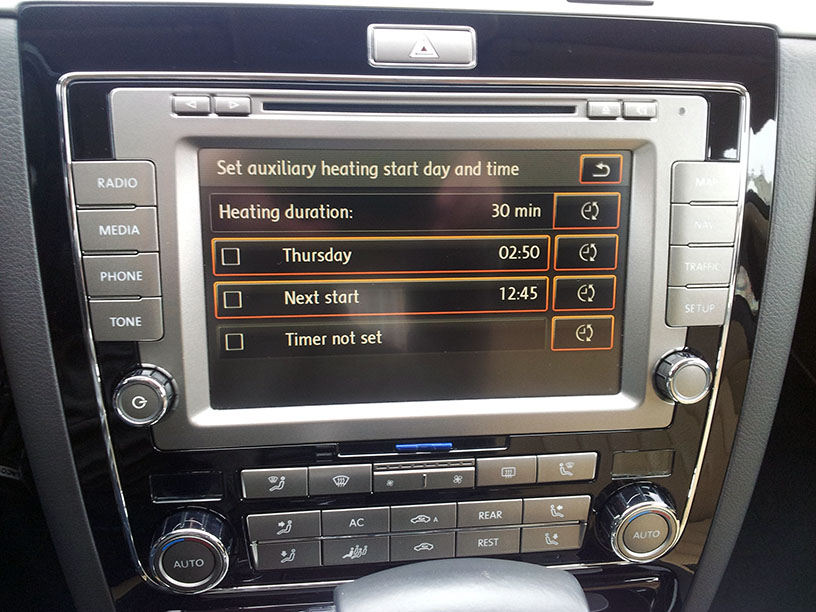 Set auxiliary heating start day and time
Heating duration: 30 min
Thursday 02:50
Next start 12:45
Timer not set
RADIO
MEDIA
PHONE
TONE
MAP
NAV
TRAFFIC
SETUP
AC
A
REAR
REST
AUTO
AUTO